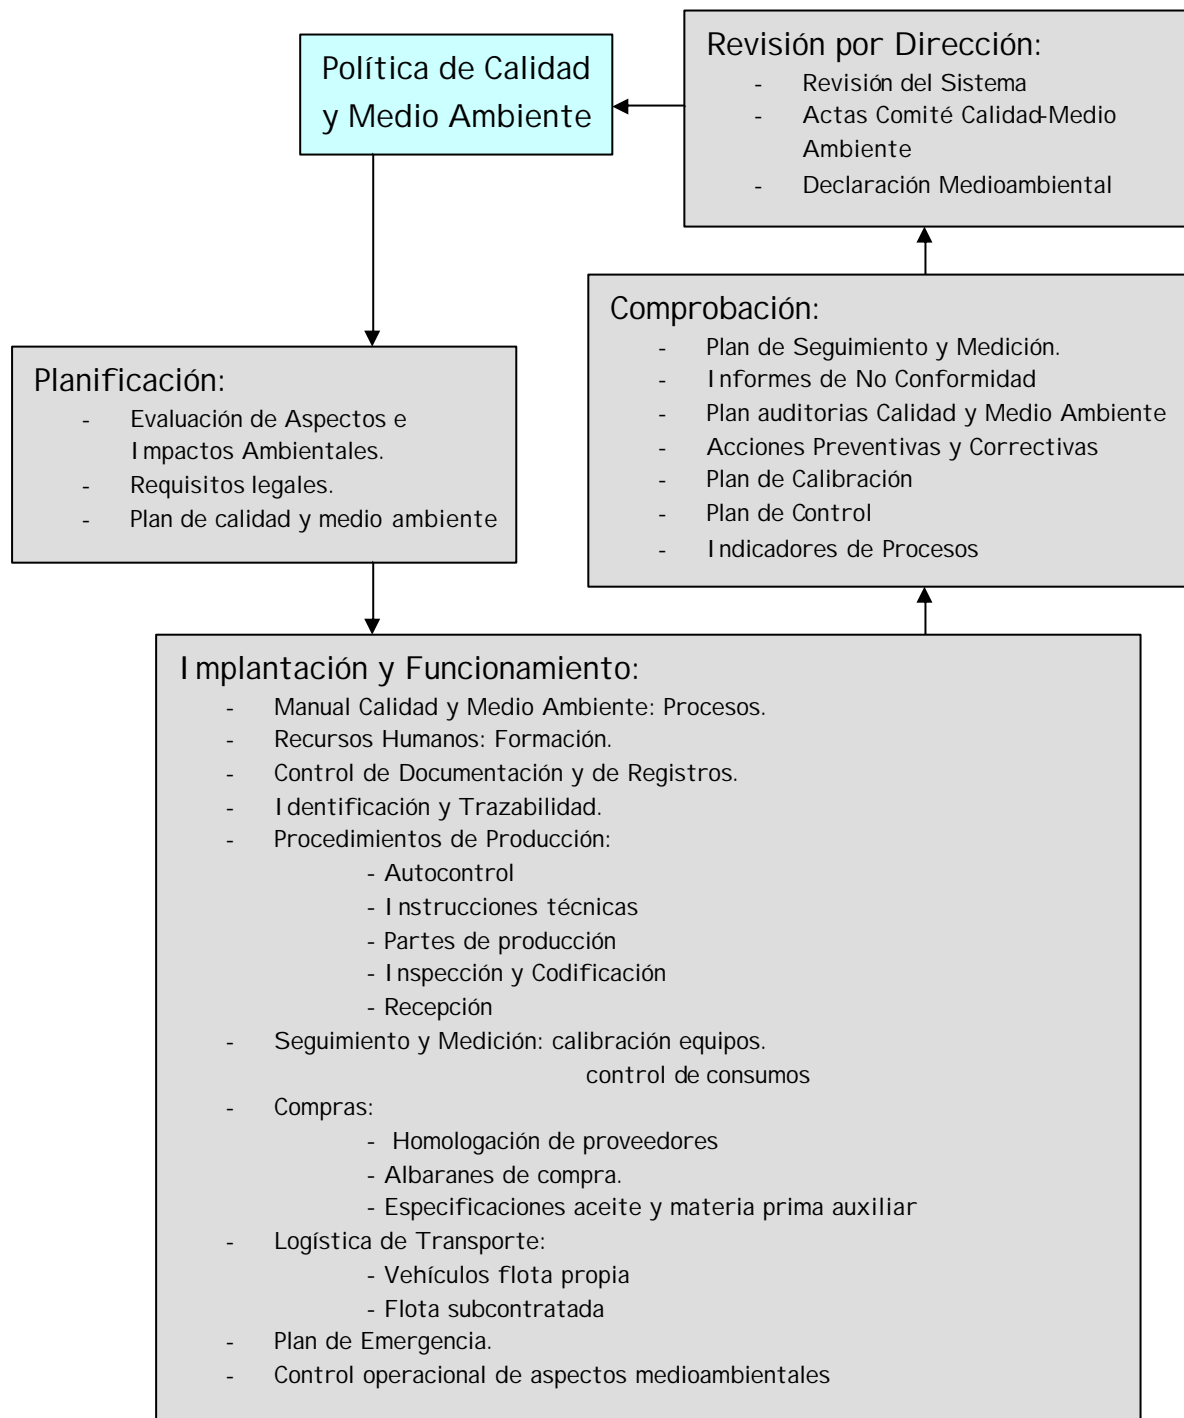 Política de Calidad
y Medio Ambiente
Revisión por Dirección:
- Revisión del Sistema
- Actas Comité Calidad-Medio
Ambiente
- Declaración Medioambiental
Comprobación:
- Plan de Seguimiento y Medición.
- Informes de No Conformidad
- Plan auditorias Calidad y Medio Ambiente
- Acciones Preventivas y Correctivas
- Plan de Calibración
- Plan de Control
- Indicadores de Procesos
Planificación:
- Evaluación de Aspectos e
Impactos Ambientales.
- Requisitos legales.
- Plan de calidad y medio ambiente
Implantación y Funcionamiento:
- Manual Calidad y Medio Ambiente: Procesos.
- Recursos Humanos: Formación.
- Control de Documentación y de Registros.
- Identificación y Trazabilidad.
- Procedimientos de Producción:
- Autocontrol
- Instrucciones técnicas
- Partes de producción
- Inspección y Codificación
- Recepción
- Seguimiento y Medición: calibración equipos.
control de consumos
- Compras:
- Homologación de proveedores
- Albaranes de compra.
- Especificaciones aceite y materia prima auxiliar
- Logística de Transporte:
- Vehículos flota propia
- Flota subcontratada
- Plan de Emergencia.
- Control operacional de aspectos medioambientales